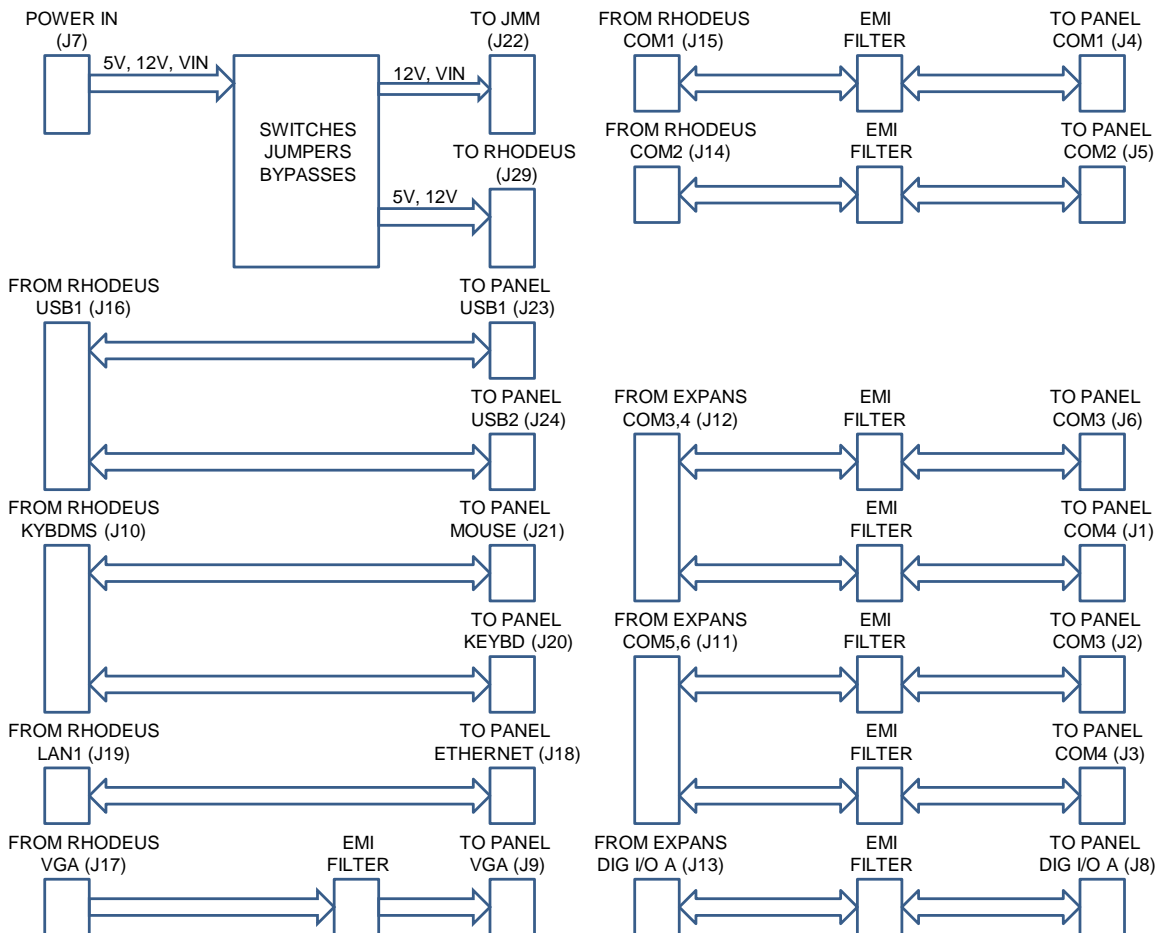 POWER IN
(J7)
5V, 12V, VIN
SWITCHES
JUMPERS
BYPASSES
TO JMM
(J22)
12V, VIN
TO RHODEUS
(J29)
5V, 12V
FROM RHODEUS
COM1 (J15)
EMI
FILTER
TO PANEL
COM1 (J4)
FROM RHODEUS
COM2 (J14)
EMI
FILTER
TO PANEL
COM2 (J5)
FROM RHODEUS
USB1 (J16)
TO PANEL
USB1 (J23)
TO PANEL
USB2 (J24)
FROM RHODEUS
KYBDMS (J10)
TO PANEL
MOUSE (J21)
TO PANEL
KEYBD (J20)
FROM RHODEUS
LAN1 (J19)
TO PANEL
ETHERNET (J18)
FROM RHODEUS
VGA (J17)
EMI
FILTER
TO PANEL
VGA (J9)
FROM EXPANS
COM3,4 (J12)
EMI
FILTER
TO PANEL
COM3 (J6)
EMI
FILTER
TO PANEL
COM4 (J1)
FROM EXPANS
COM5,6 (J11)
EMI
FILTER
TO PANEL
COM3 (J2)
EMI
FILTER
TO PANEL
COM4 (J3)
FROM EXPANS
DIG I/O A (J13)
EMI
FILTER
TO PANEL
DIG I/O A (J8)